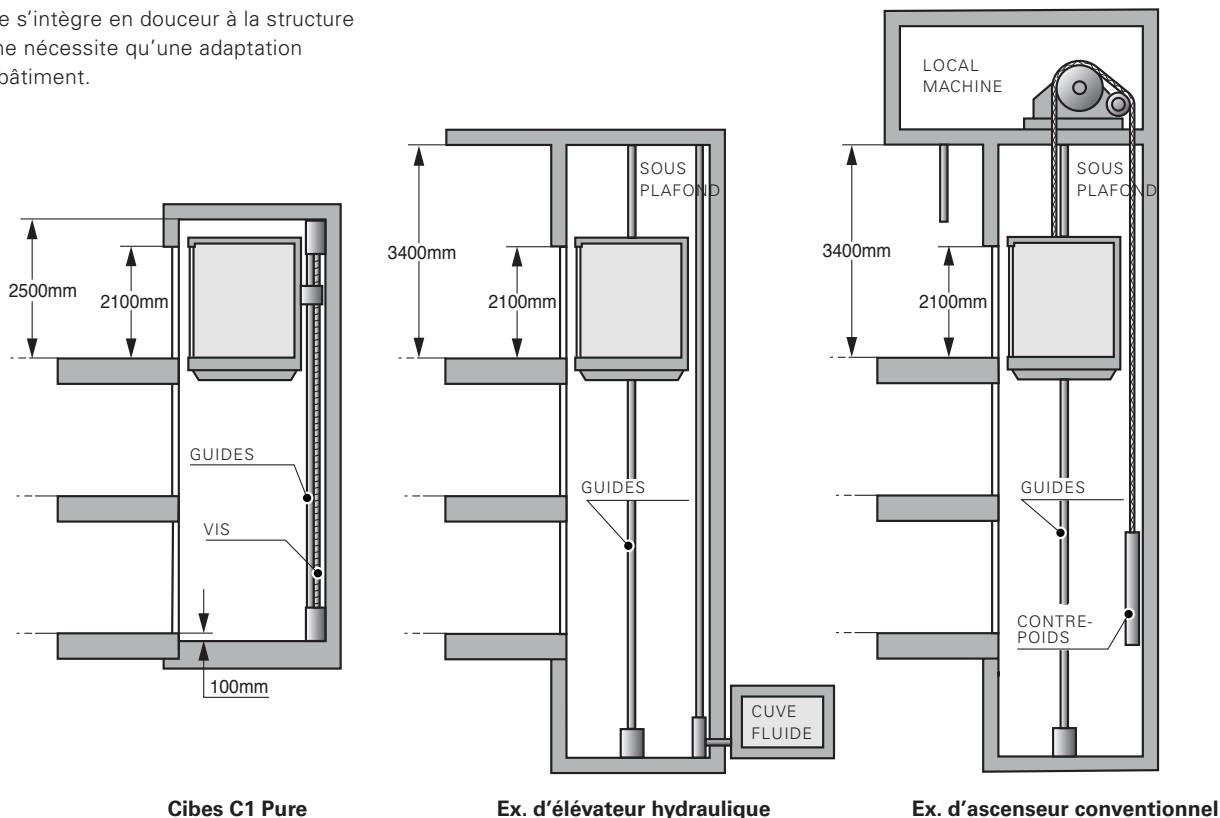 e s’intègre en douceur à la structure
ne nécessite qu’une adaptation
bâtiment.
2500mm
2100mm
GUIDES
VIS
100mm
Cibes C1 Pure
3400mm
SOUS
PLAFOND
2100mm
GUIDES
CUVE
FLUIDE
Ex. d’élévateur hydraulique
LOCAL
MACHINE
3400mm
SOUS
PLAFOND
2100mm
GUIDES
CONTRE-
POIDS
Ex. d’ascenseur conventionnel